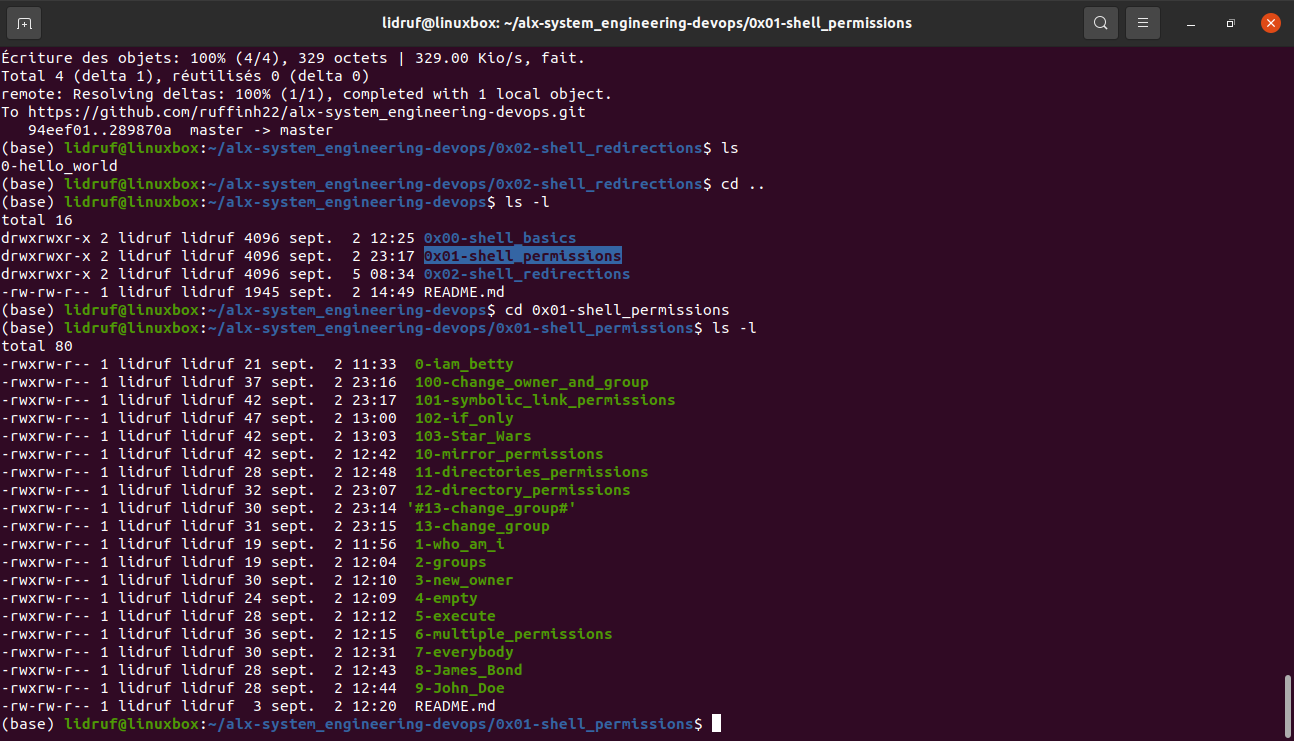 lidruf@linuxbox: ~/alx-system_engineering-devops/0x01-shell_permissions
Écriture des objets: 100% (4/4), 329 octets | 329.00 Kio/s, fait.
Total 4 (delta 1), réutilisés 0 (delta 0)
remote: Resolving deltas: 100% (1/1), completed with 1 local object.
To https://github.com/ruffinh22/alx-system_engineering-devops.git
   94eef01..289870a  master -> master
(base) lidruf@linuxbox:~/alx-system_engineering-devops/0x02-shell_redirections$ ls
0-hello_world
(base) lidruf@linuxbox:~/alx-system_engineering-devops/0x02-shell_redirections$ cd ..
(base) lidruf@linuxbox:~/alx-system_engineering-devops$ ls -l
total 16
drwxrwxr-x 2 lidruf lidruf 4096 sept.  2 12:25 0x00-shell_basics
drwxrwxr-x 2 lidruf lidruf 4096 sept.  2 23:17 0x01-shell_permissions
drwxrwxr-x 2 lidruf lidruf 4096 sept.  5 08:34 0x02-shell_redirections
-rw-rw-r-- 1 lidruf lidruf 1945 sept.  2 14:49 README.md
(base) lidruf@linuxbox:~/alx-system_engineering-devops$ cd 0x01-shell_permissions
(base) lidruf@linuxbox:~/alx-system_engineering-devops/0x01-shell_permissions$ ls -l
total 80
-rwxrw-r-- 1 lidruf lidruf 21 sept.  2 11:33  0-iam_betty
-rwxrw-r-- 1 lidruf lidruf 37 sept.  2 23:16  100-change_owner_and_group
-rwxrw-r-- 1 lidruf lidruf 42 sept.  2 23:17  101-symbolic_link_permissions
-rwxrw-r-- 1 lidruf lidruf 47 sept.  2 13:00  102-if_only
-rwxrw-r-- 1 lidruf lidruf 42 sept.  2 13:03  103-Star_Wars
-rwxrw-r-- 1 lidruf lidruf 42 sept.  2 12:42  10-mirror_permissions
-rwxrw-r-- 1 lidruf lidruf 28 sept.  2 12:48  11-directories_permissions
-rwxrw-r-- 1 lidruf lidruf 32 sept.  2 23:07  12-directory_permissions
-rwxrw-r-- 1 lidruf lidruf 30 sept.  2 23:14 '#13-change_group#'
-rwxrw-r-- 1 lidruf lidruf 31 sept.  2 23:15  13-change_group
-rwxrw-r-- 1 lidruf lidruf 19 sept.  2 11:56  1-who_am_i
-rwxrw-r-- 1 lidruf lidruf 19 sept.  2 12:04  2-groups
-rwxrw-r-- 1 lidruf lidruf 30 sept.  2 12:10  3-new_owner
-rwxrw-r-- 1 lidruf lidruf 24 sept.  2 12:09  4-empty
-rwxrw-r-- 1 lidruf lidruf 28 sept.  2 12:12  5-execute
-rwxrw-r-- 1 lidruf lidruf 36 sept.  2 12:15  6-multiple_permissions
-rwxrw-r-- 1 lidruf lidruf 30 sept.  2 12:31  7-everybody
-rwxrw-r-- 1 lidruf lidruf 28 sept.  2 12:43  8-James_Bond
-rwxrw-r-- 1 lidruf lidruf 28 sept.  2 12:44  9-John_Doe
-rw-rw-r-- 1 lidruf lidruf  3 sept.  2 12:20  README.md
(base) lidruf@linuxbox:~/alx-system_engineering-devops/0x01-shell_permissions$